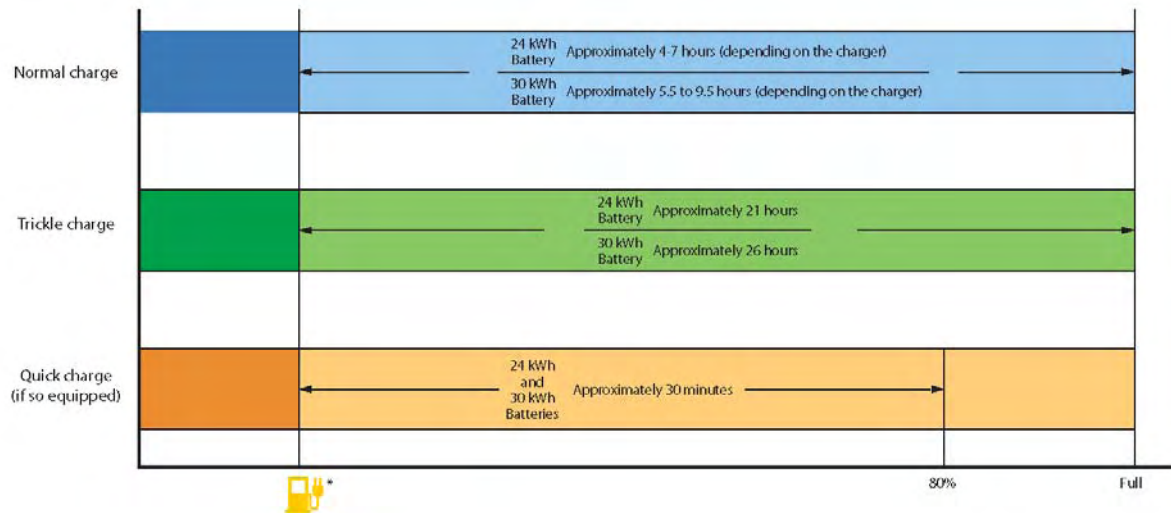 Normal charge
24 kWh
Battery
Approximately 4-7 hours (depending on the charger)
30 kWh
Battery
Approximately 5.5 to 9.5 hours (depending on the charger)
Trickle charge
24 kWh
Battery
Approximately 21 hours
30 kWh
Battery
Approximately 26 hours
Quick charge
(if so equipped)
24 kWh
and
30 kWh
Batteries
Approximately 30 minutes
*
80%
Full